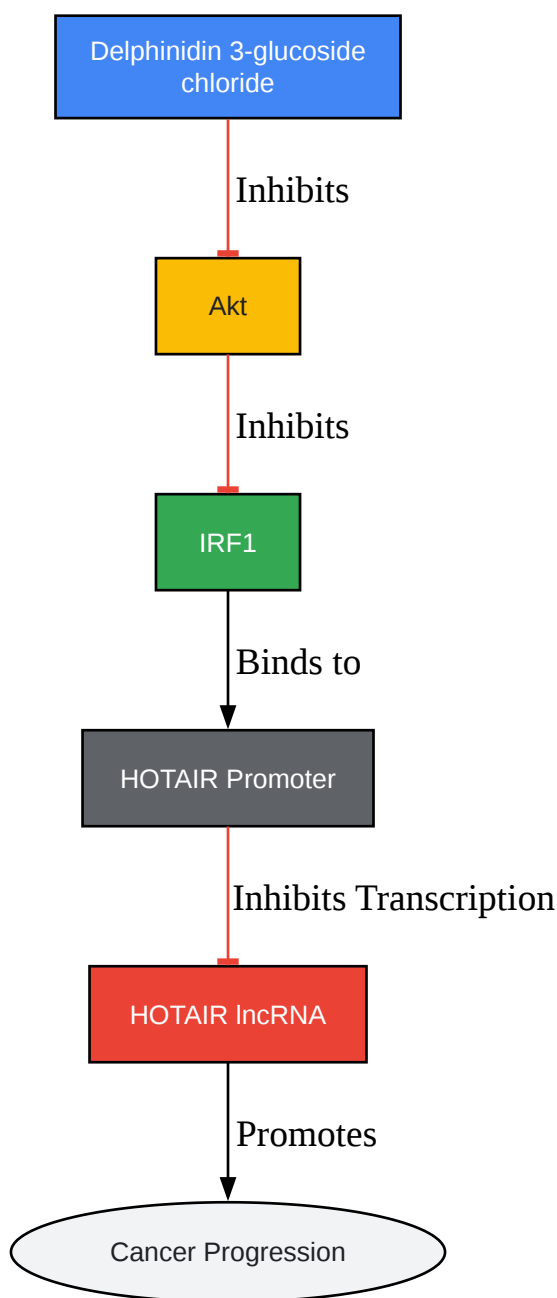 Delphinidin 3-glucoside
chloride
Inhibits
Akt
Inhibits
IRF1
Binds to
HOTAIR Promoter
Inhibits Transcription
HOTAIR lncRNA
Promotes
Cancer Progression